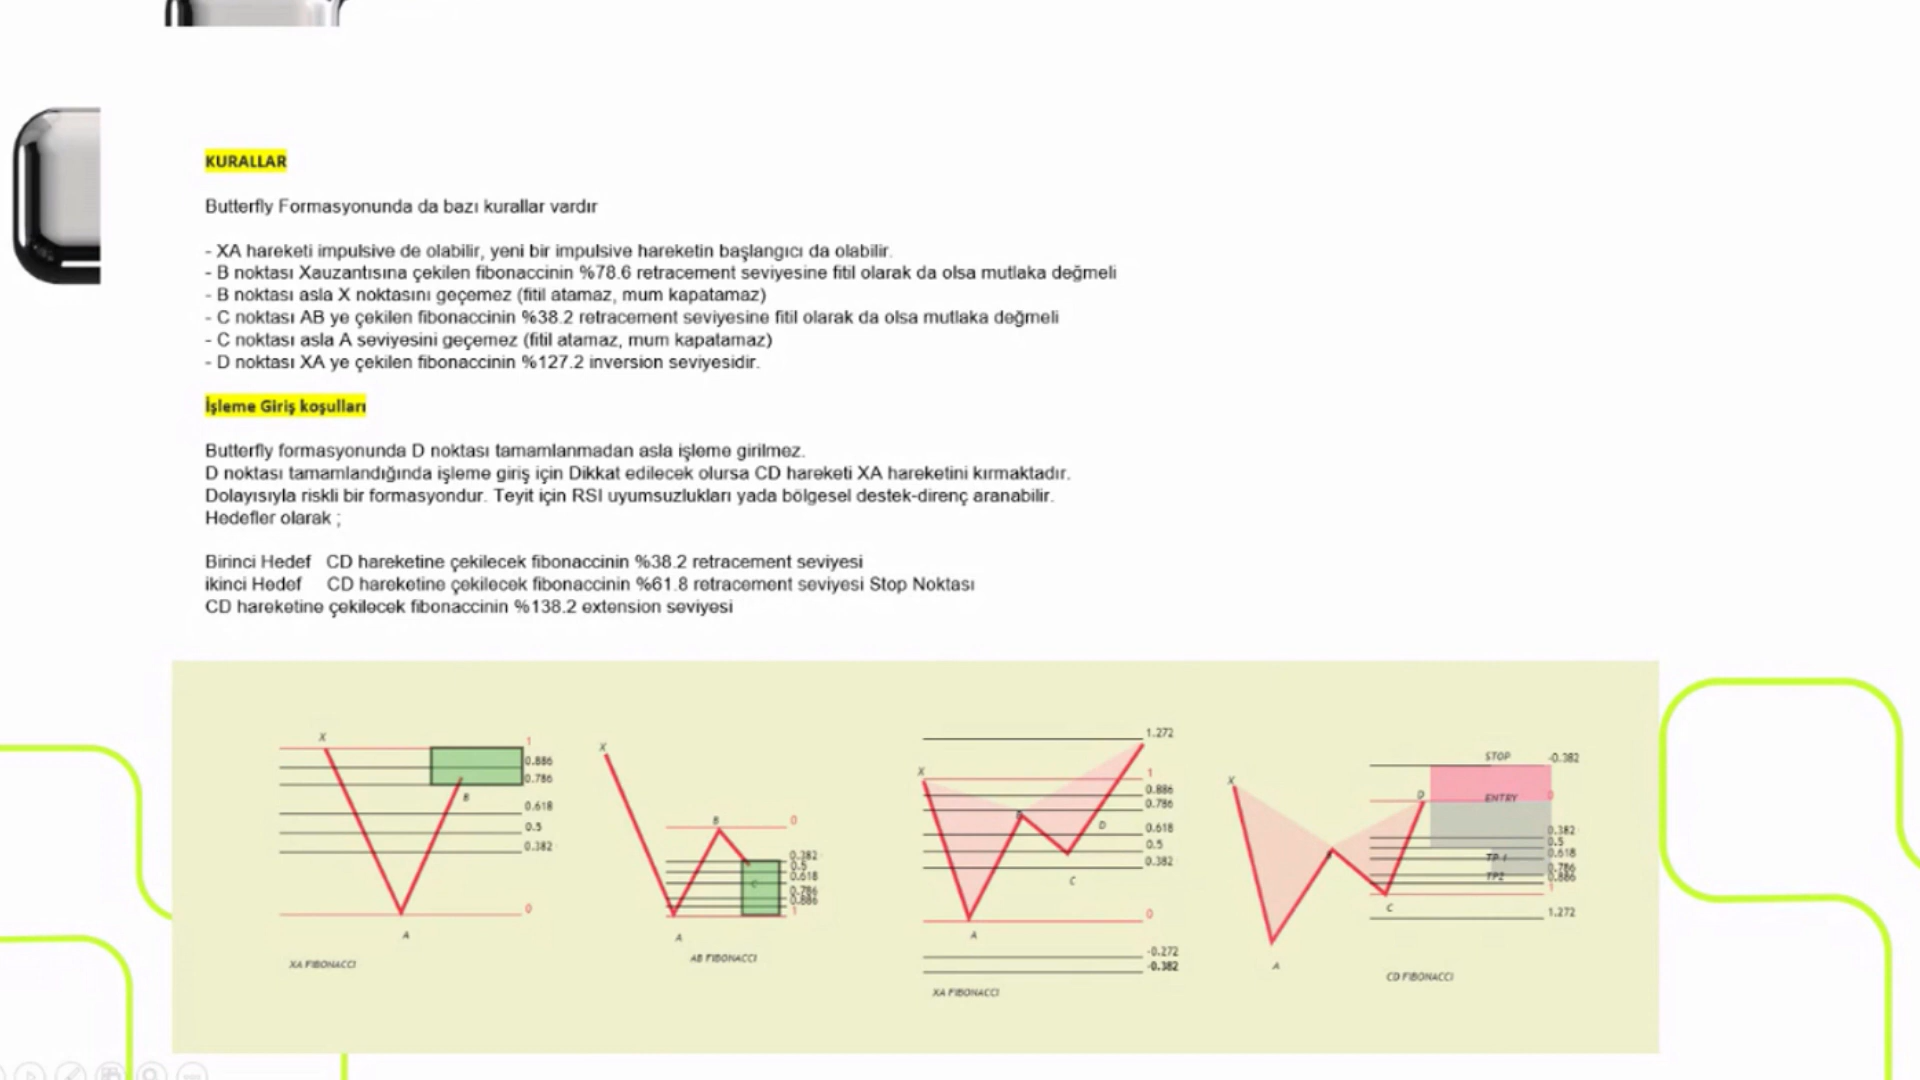 KURALLAR
Butterfly Formasyonunda da bazı kurallar vardır
- XA hareketi impulsive de olabilir, yeni bir impulsive hareketin başlangıcı da olabilir.
- B noktası Xauzantısına çekilen fibonaccinin %78.6 retracement seviyesine fitil olarak da olsa mutlaka değmeli
- B noktası asla X noktasını geçemez (fitil atamaz, mum kapatamaz)
- C noktası AB ye çekilen fibonaccinin %38.2 retracement seviyesine fitil olarak da olsa mutlaka değmeli
- C noktası asla A seviyesini geçemez (fitil atamaz, mum kapatamaz)
- D noktası XA ye çekilen fibonaccinin %127.2 inversion seviyesidir.
İşleme Giriş koşulları
Butterfly formasyonunda D noktası tamamlanmadan asla işleme girilmez.
D noktası tamamlandığında işleme giriş için Dikkat edilecek olursa CD hareketi XA hareketini kırmaktadır.
Dolayısıyla riskli bir formasyondur. Teyit için RSI uyumsuzlukları yada bölgesel destek-direnç aranabilir.
Hedefler olarak ;
Birinci Hedef CD hareketine çekilecek fibonaccinin %38.2 retracement seviyesi
ikinci Hedef CD hareketine çekilecek fibonaccinin %61.8 retracement seviyesi Stop Noktası
CD hareketine çekilecek fibonaccinin %138.2 extension seviyesi
X
1
0.886
0.786
B
0.618
0.5
0.382
0
A
XA FIBONACCI
X
B
0
0.382
0.5
0.618
C
0.786
0.886
1
A
AB FIBONACCI
1.272
X
1
0.886
0.786
B
D
0.618
0.5
0.382
C
0
A
-0.272
-0.382
XA FIBONACCI
STOP
-0.382
X
D
ENTRY
0
0.382
0.5
TP 1
0.618
0.786
TP2
0.886
1
C
1.272
A
CD FIBONACCI